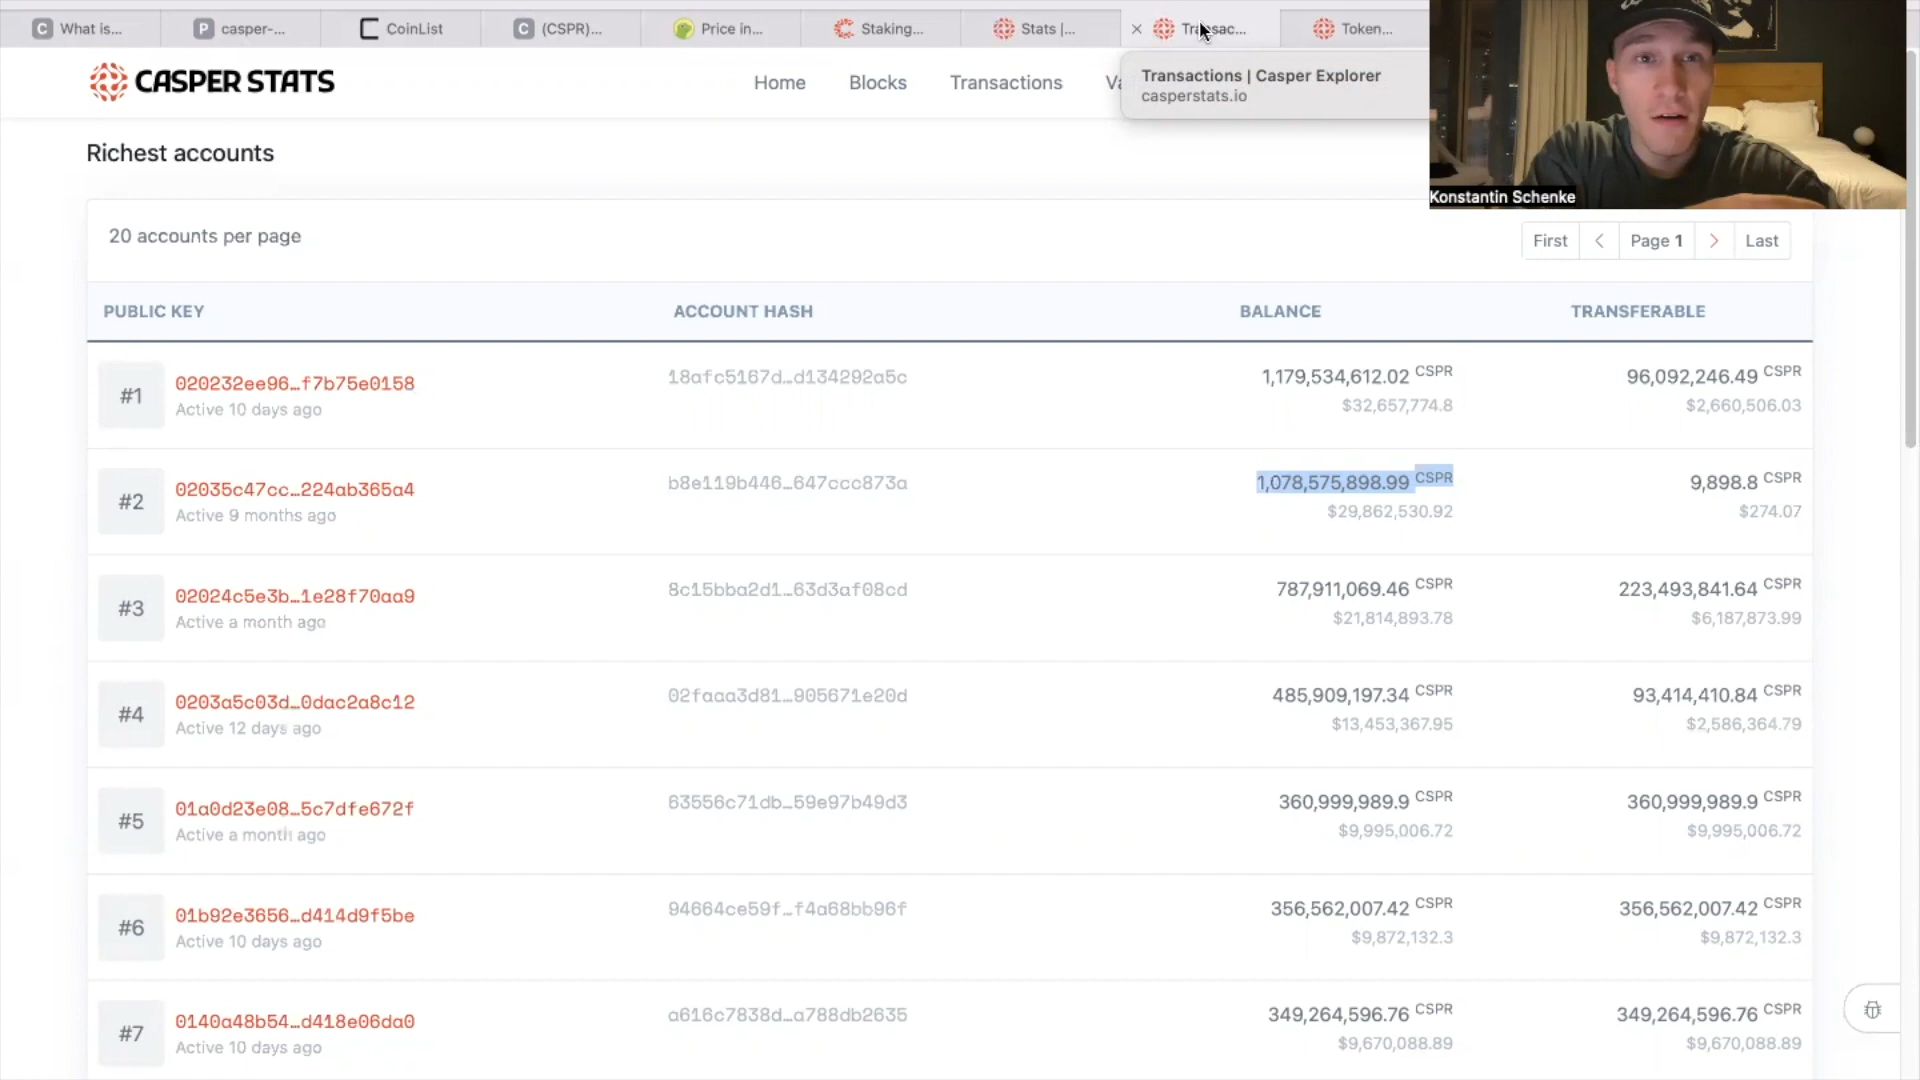 What is...
casper-...
CoinList
(CSPR)...
Price in...
Staking...
Stats |...
Transac...
Token...
CASPER STATS
Home
Blocks
Transactions
Transactions | Casper Explorer
casperstats.io
Konstantin Schenke
Richest accounts
20 accounts per page
First
Page 1
Last
PUBLIC KEY ACCOUNT HASH BALANCE TRANSFERABLE
#1
020232ee96…f7b75e0158
Active 10 days ago
18afc5167d…d134292a5c
1,179,534,612.02 CSPR
$32,657,774.8
96,092,246.49 CSPR
$2,660,506.03
#2
02035c47cc…224ab365a4
Active 9 months ago
b8e119b446…647ccc873a
1,078,575,898.99 CSPR
$29,862,530.92
9,898.8 CSPR
$274.07
#3
02024c5e3b…1e28f70aa9
Active a month ago
8c15bba2d1…63d3af08cd
787,911,069.46 CSPR
$21,814,893.78
223,493,841.64 CSPR
$6,187,873.99
#4
0203a5c03d…0dac2a8c12
Active 12 days ago
02faaa3d81…905671e20d
485,909,197.34 CSPR
$13,453,367.95
93,414,410.84 CSPR
$2,586,364.79
#5
01a0d23e08…5c7dfe672f
Active a month ago
63556c71db…59e97b49d3
360,999,989.9 CSPR
$9,995,006.72
360,999,989.9 CSPR
$9,995,006.72
#6
01b92e3656…d414d9f5be
Active 10 days ago
94664ce59f…f4a68bb96f
356,562,007.42 CSPR
$9,872,132.3
356,562,007.42 CSPR
$9,872,132.3
#7
0140a48b54…d418e06da0
Active 10 days ago
a616c7838d…a788db2635
349,264,596.76 CSPR
$9,670,088.89
349,264,596.76 CSPR
$9,670,088.89